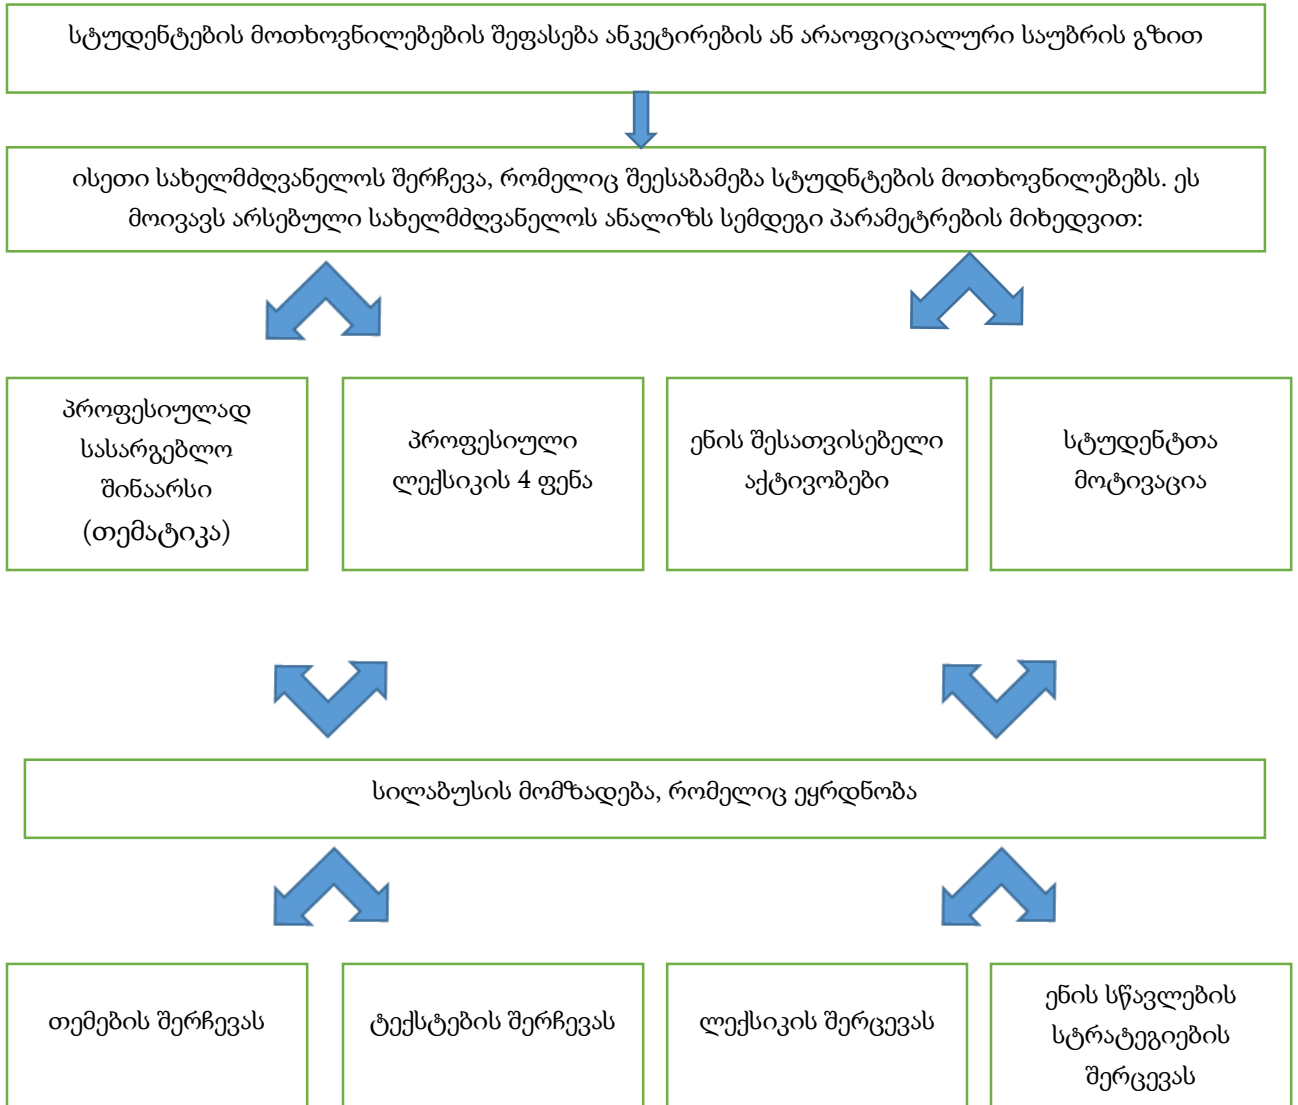 სტუდენტების მოთხოვნილებების შეფასება ანკეტირების ან არაოფიციალური საუბრის გზით
ისეთი სახელმძღვანელოს შერჩევა, რომელიც შეესაბამება სტუდნტების მოთხოვნილებებს. ეს
მოივავს არსებული სახელმძღვანელოს ანალიზს სემდეგი პარამეტრების მიხედვით:
პროფესიულად
სასარგებლო
შინაარსი
(თემატიკა)
პროფესიული
ლექსიკის 4 ფენა
ენის შესათვისებელი
აქტივობები
სტუდენტთა
მოტივაცია
სილაბუსის მომზადება, რომელიც ეყრდნობა
თემების შერჩევას
ტექსტების შერჩევას
ლექსიკის შერცევას
ენის სწავლების
სტრატეგიების
შერცევას